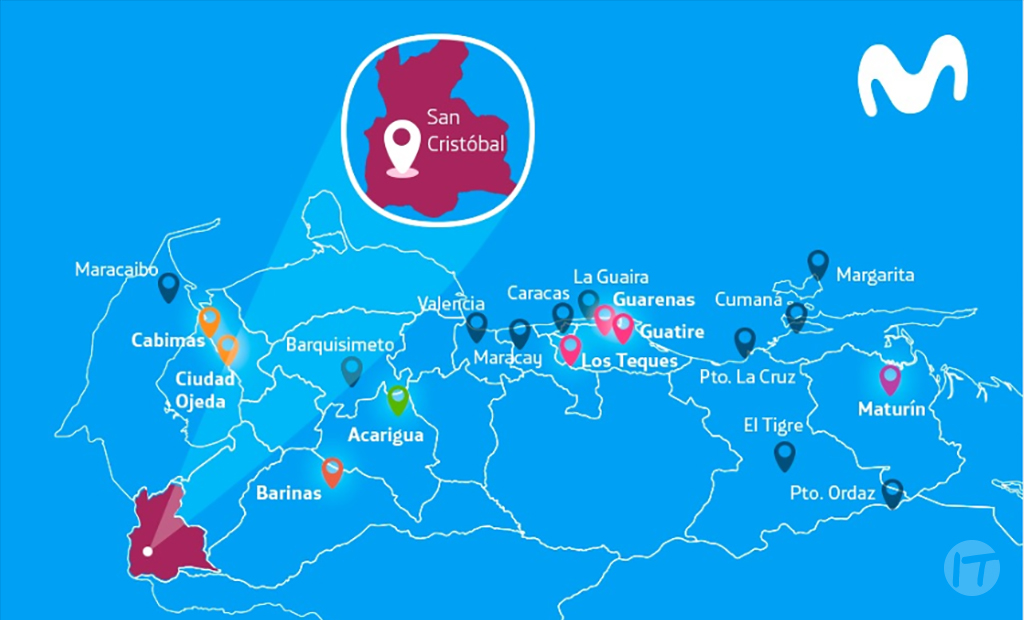 San
Cristóbal
Maracaibo
La Guaira
Margarita
Valencia
Caracas
Guarenas
Cumaná
Cabimas
Barquisimeto
Maracay
Guatire
Los Teques
Ciudad
Ojeda
Pto. La Cruz
Maturín
Acarigua
El Tigre
Barinas
Pto. Ordaz
IT